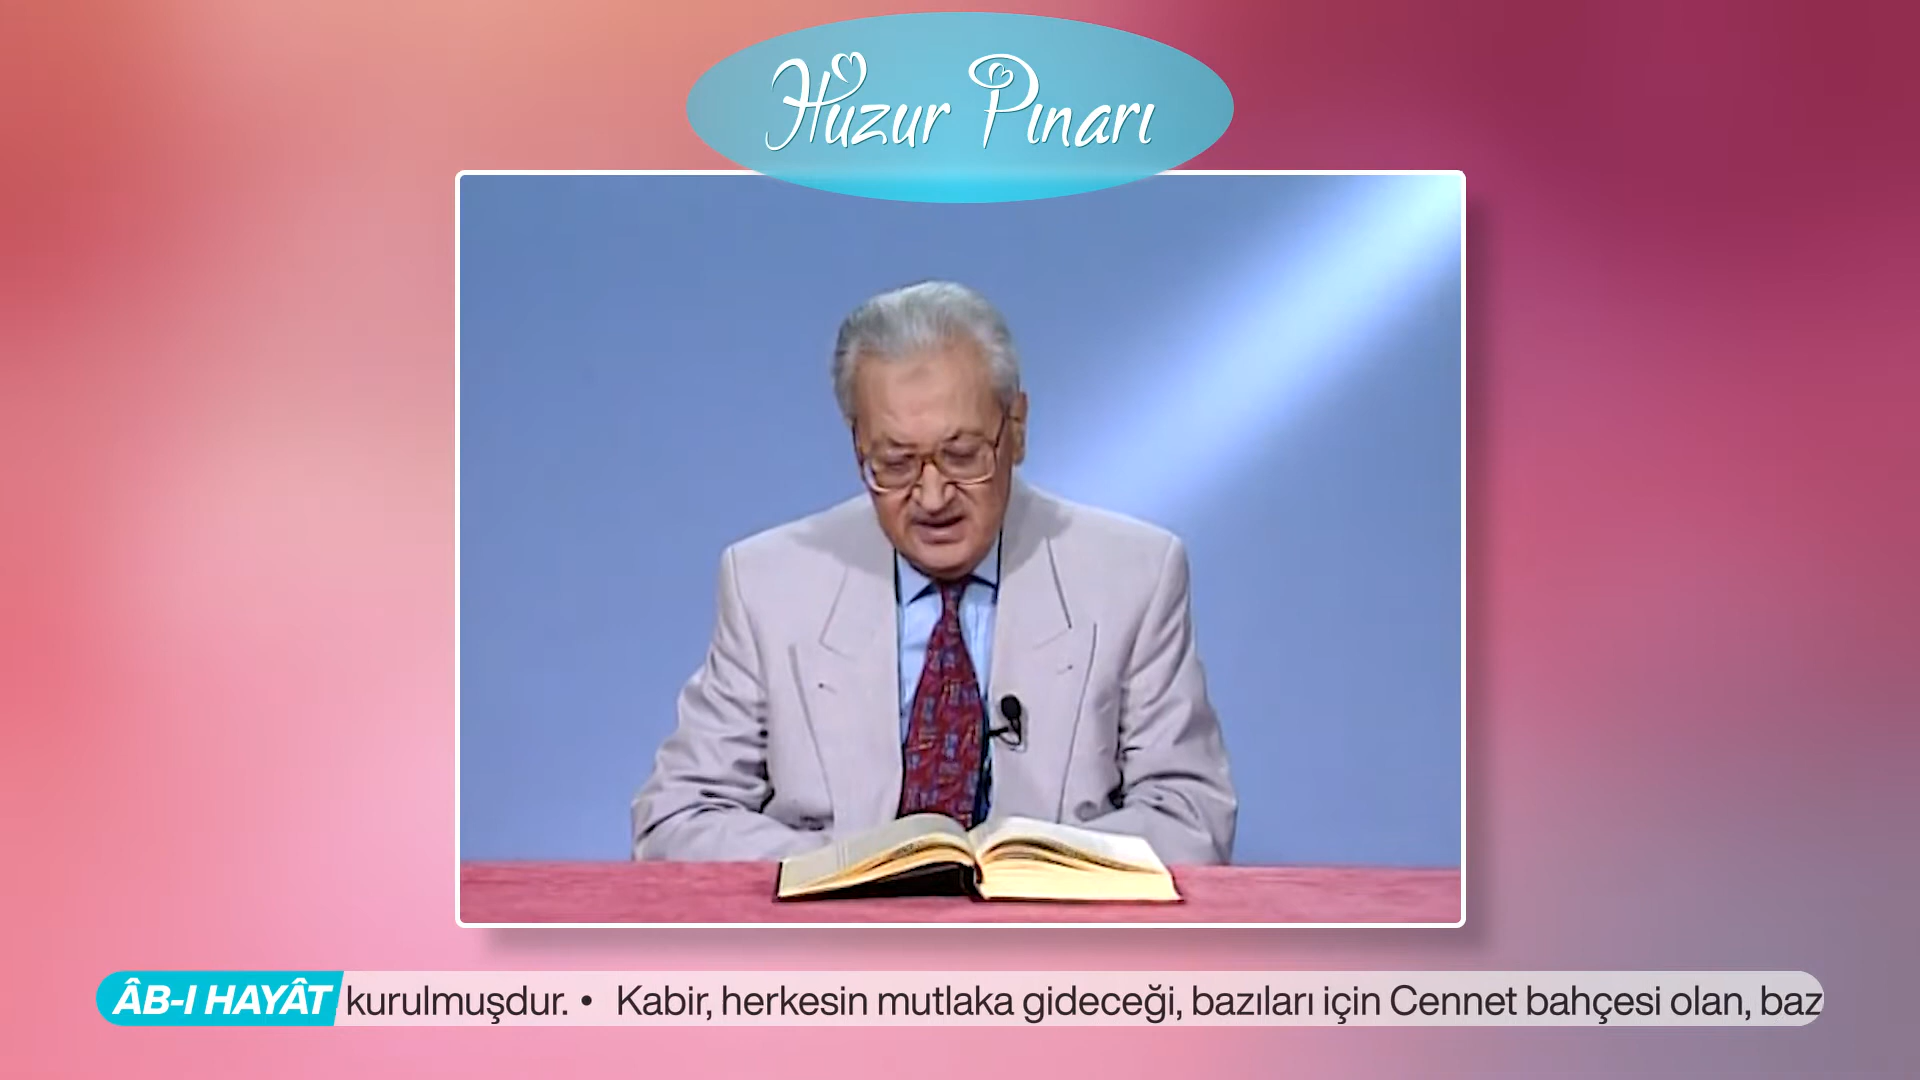 Huzur Pınarı
ÂB-I HAYÂT kurulmuşdur. • Kabir, herkesin mutlaka gideceği, bazıları için Cennet bahçesi olan, baz